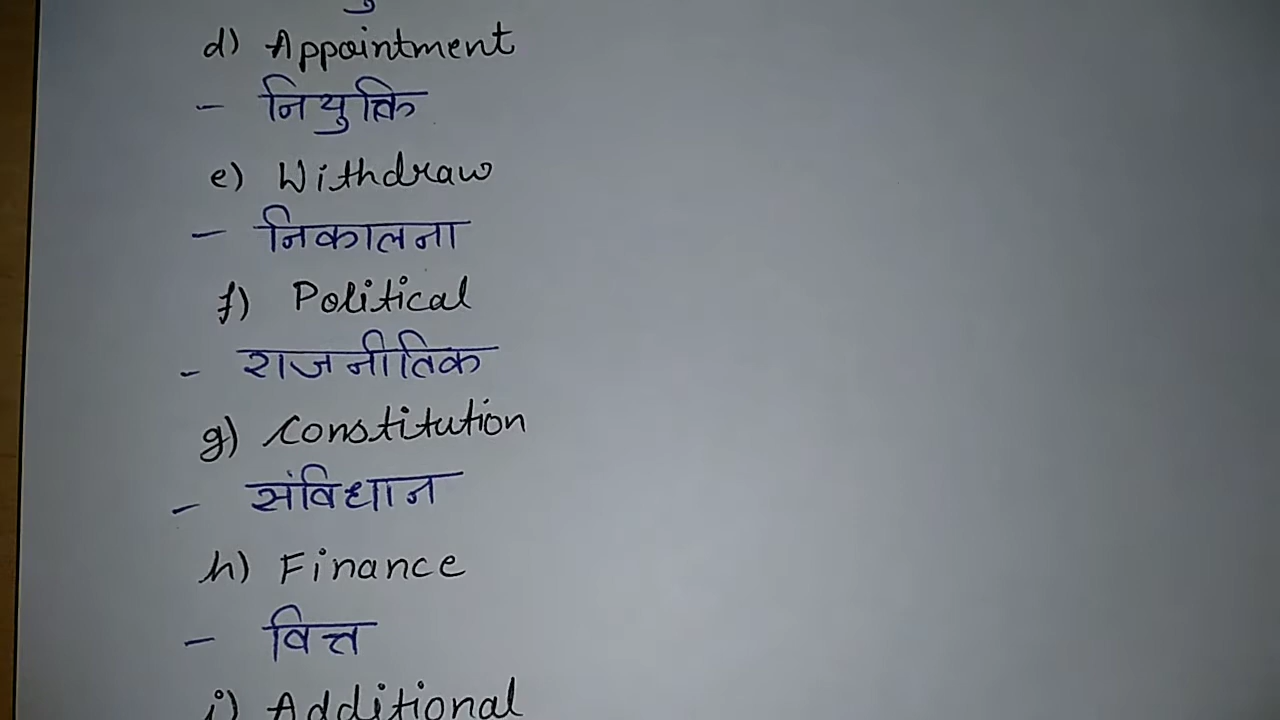 d) Appointment
- नियुक्ति
e) Withdraw
- निकालना
f) Political
- राजनीतिक
g) Constitution
- संविधान
h) Finance
- वित्त
i) Additional